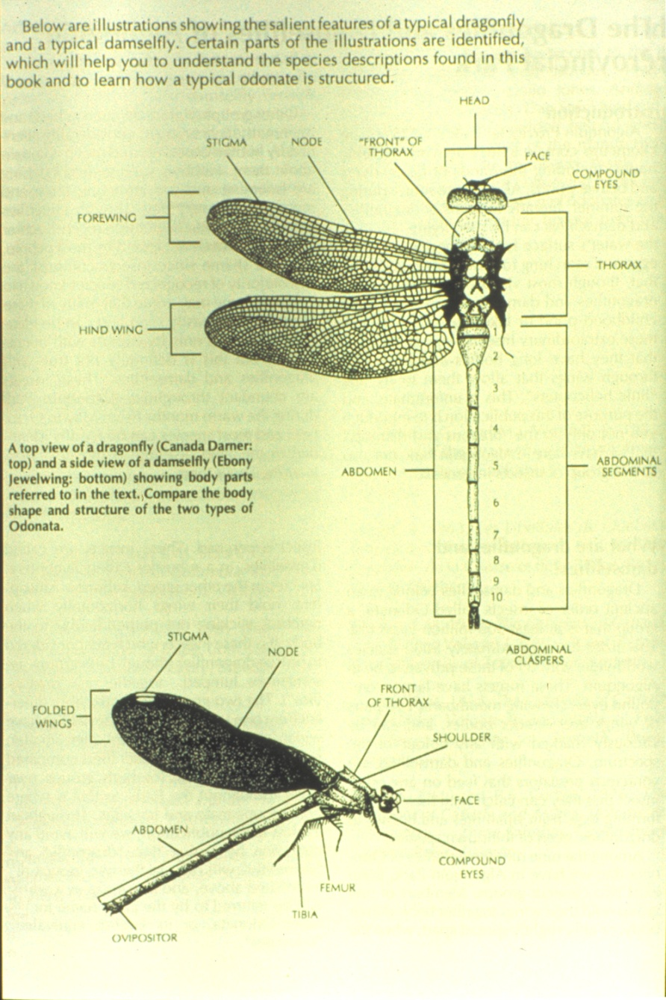 Below are illustrations showing the salient features of a typical dragonfly
and a typical damselfly. Certain parts of the illustrations are identified,
which will help you to understand the species descriptions found in this
book and to learn how a typical odonate is structured.
HEAD
STIGMA
NODE
"FRONT" OF
THORAX
FACE
COMPOUND
EYES
FOREWING
THORAX
HIND WING
1
2
3
4
5
6
7
8
9
10
ABDOMEN
ABDOMINAL
SEGMENTS
A top view of a dragonfly (Canada Darner:
top) and a side view of a damselfly (Ebony
Jewelwing: bottom) showing body parts
referred to in the text. Compare the body
shape and structure of the two types of
Odonata.
ABDOMINAL
CLASPERS
STIGMA
NODE
FOLDED
WINGS
FRONT
OF THORAX
SHOULDER
FACE
ABDOMEN
COMPOUND
EYES
FEMUR
TIBIA
OVIPOSITOR